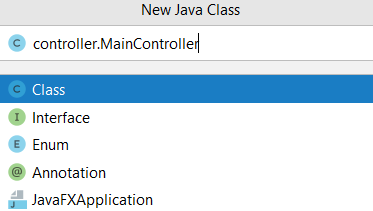 New Java Class
C controller.MainController
C Class
I Interface
E Enum
@ Annotation
JavaFXApplication